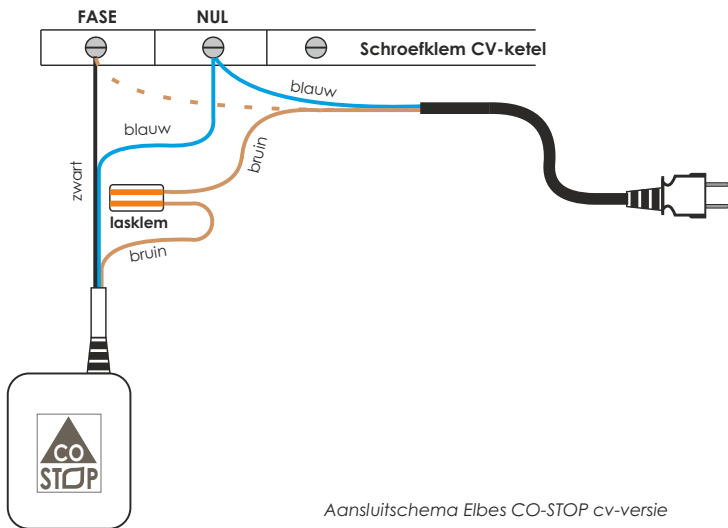 FASE
NUL
Schroefklem CV-ketel
blauw
blauw
bruin
zwart
lasklem
bruin
CO
STOP
Aansluitschema Elbes CO-STOP cv-versie